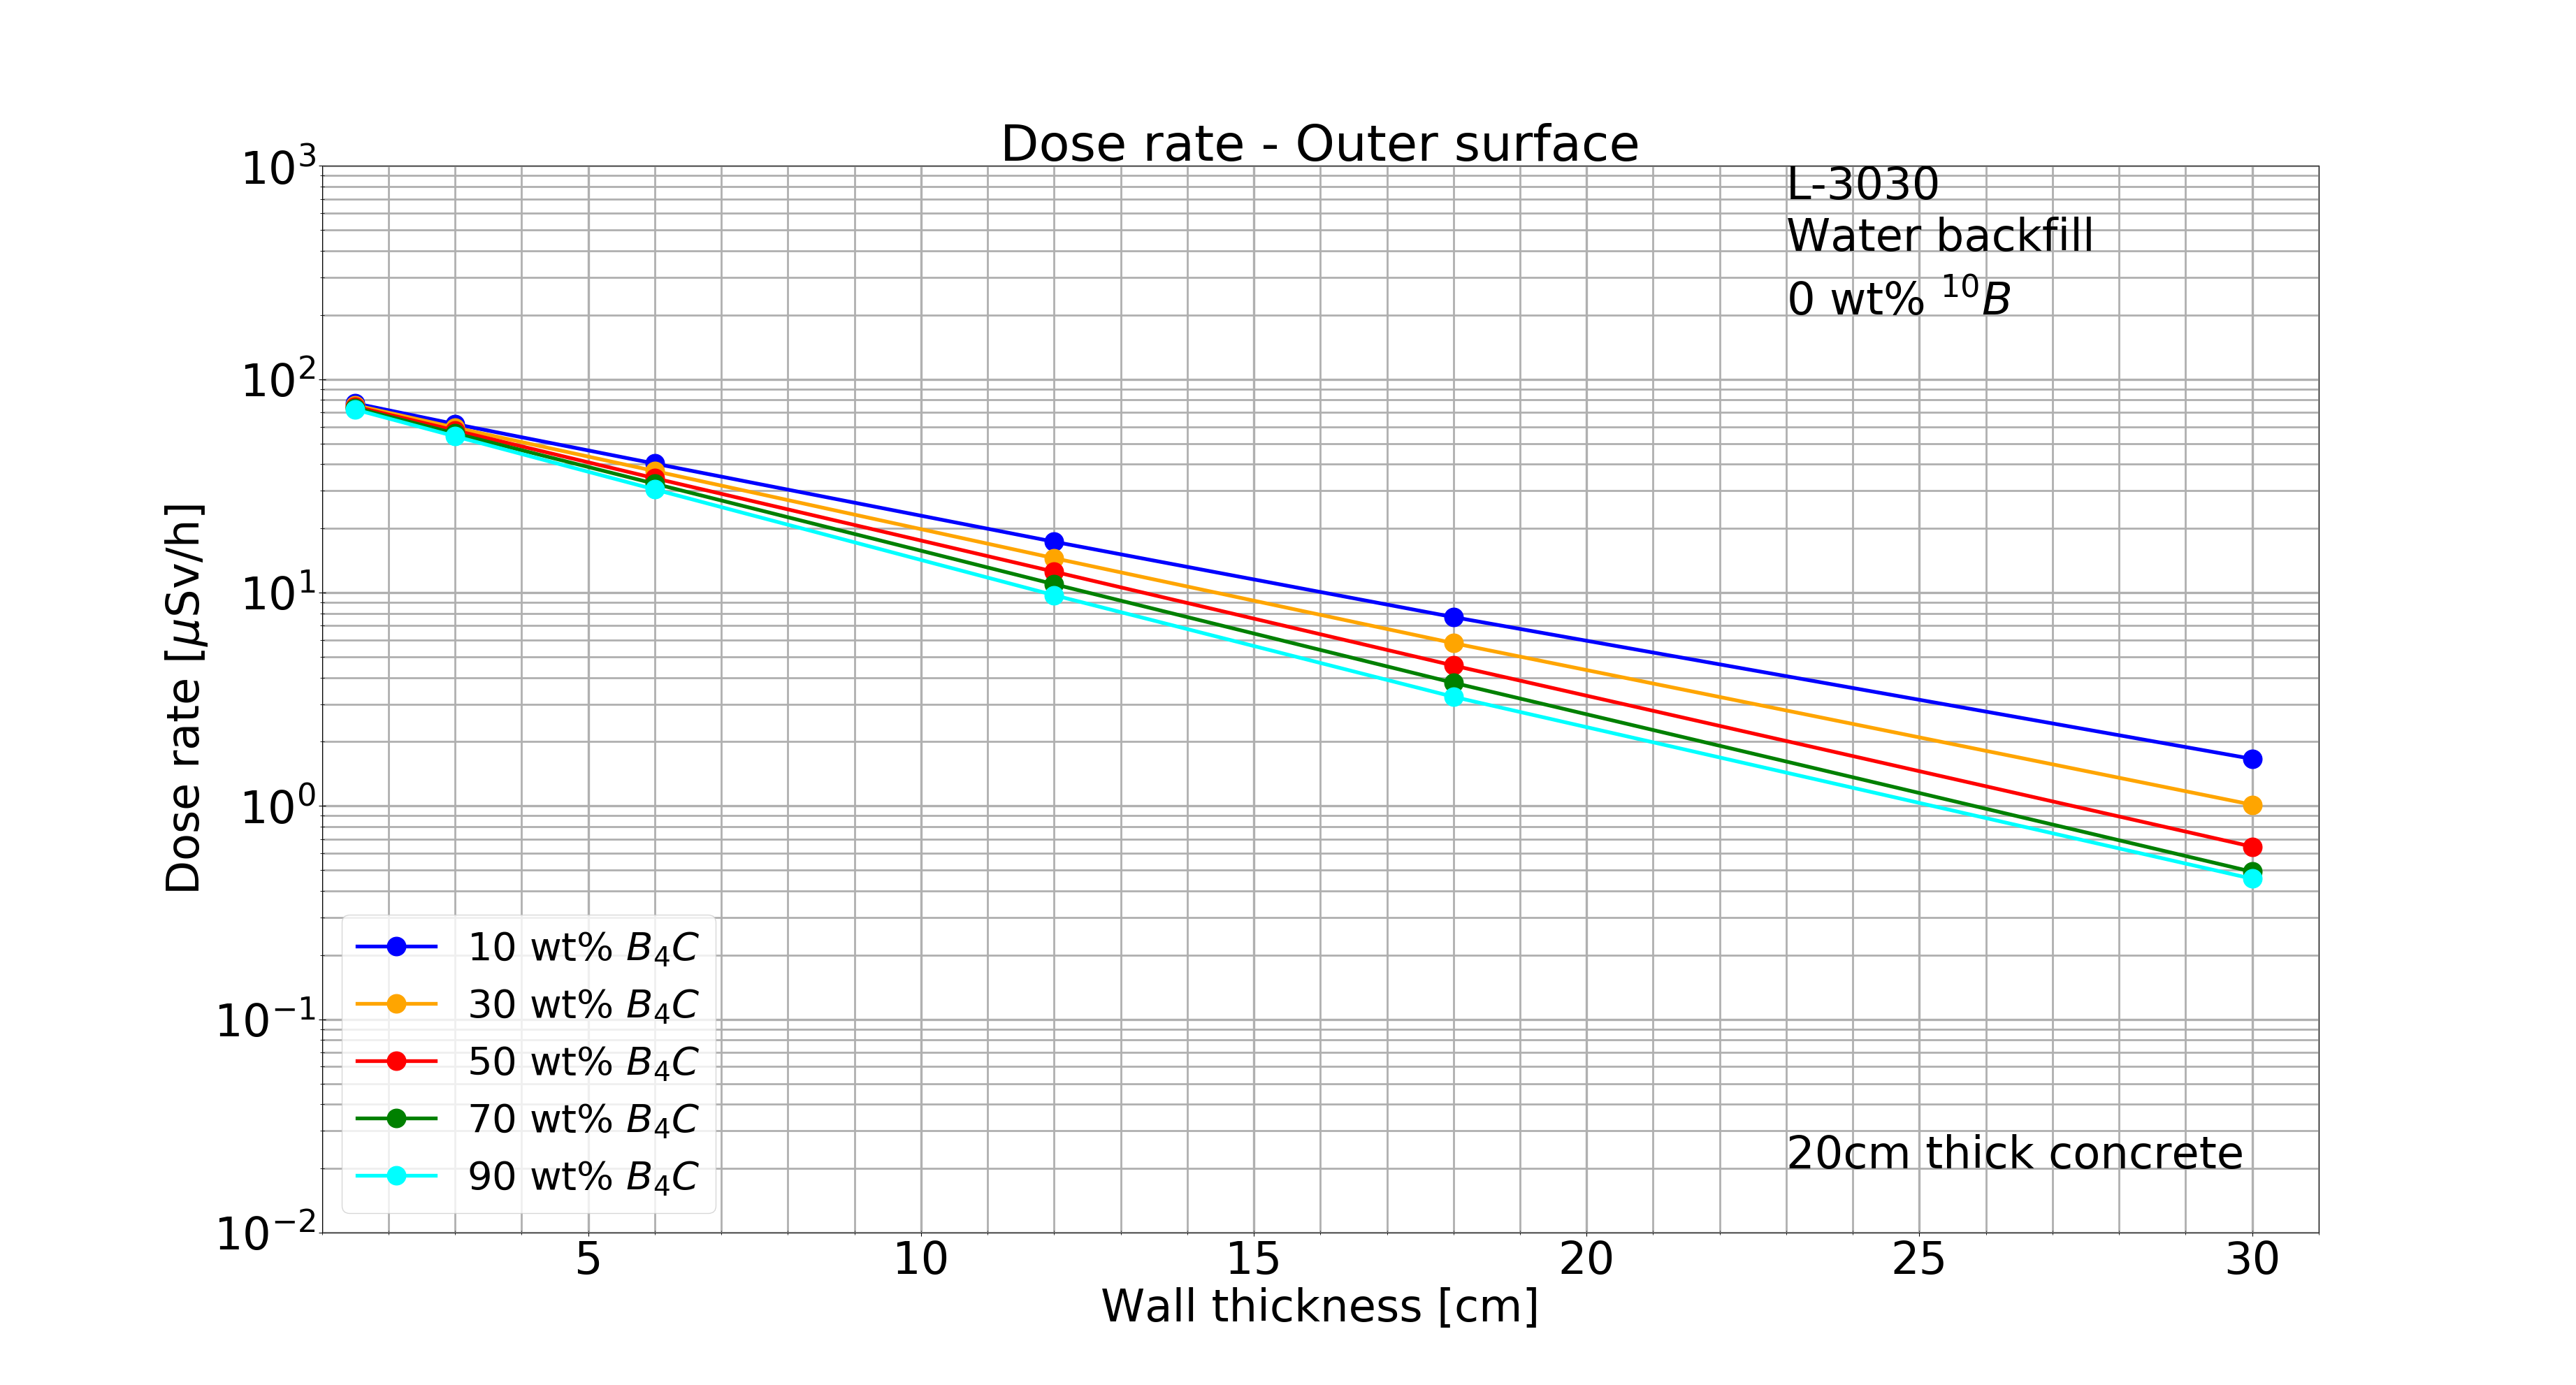 Dose rate - Outer surface
L-3030
Water backfill
0 wt% ¹⁰B
10³
10²
10¹
10⁰
10⁻¹
10⁻²
Dose rate [μSv/h]
10 wt% B₄C
30 wt% B₄C
50 wt% B₄C
70 wt% B₄C
90 wt% B₄C
20cm thick concrete
5 10 15 20 25 30
Wall thickness [cm]